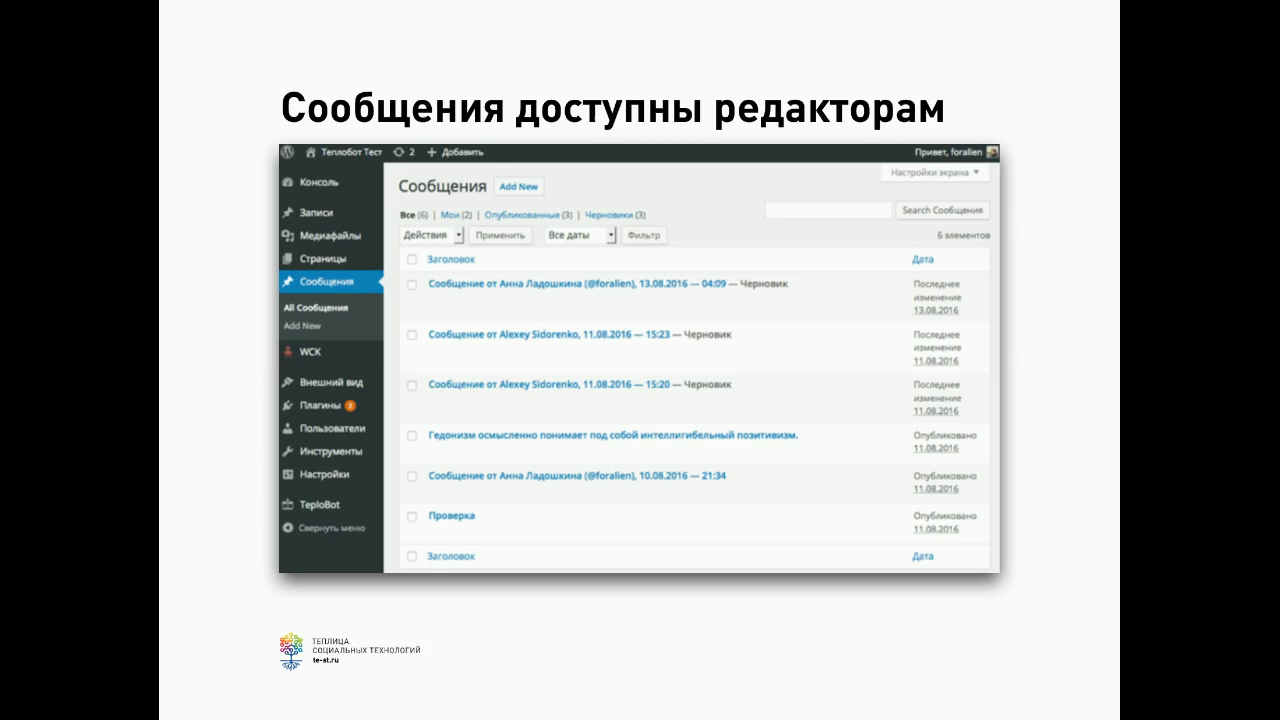 Сообщения доступны редакторам
Теплобот Тест 2 + Добавить Привет, foralien
Консоль
Записи
Медиафайлы
Страницы
Сообщения
All Сообщения
Add New
WCK
Внешний вид
Плагины 3
Пользователи
Инструменты
Настройки
TeploBot
Свернуть меню
Настройки экрана
Сообщения Add New
Все (6) | Мои (2) | Опубликованные (3) | Черновики (3)
Search Сообщения
Действия Применить Все даты Фильтр 6 элементов
Заголовок Дата
Сообщение от Анна Ладошкина (@foralien), 13.08.2016 — 04:09 — Черновик
Последнее
изменение
13.08.2016
Сообщение от Alexey Sidorenko, 11.08.2016 — 15:23 — Черновик
Последнее
изменение
11.08.2016
Сообщение от Alexey Sidorenko, 11.08.2016 — 15:20 — Черновик
Последнее
изменение
11.08.2016
Гедонизм осмысленно понимает под собой интеллигибельный позитивизм.
Опубликовано
11.08.2016
Сообщение от Анна Ладошкина (@foralien), 10.08.2016 — 21:34
Опубликовано
11.08.2016
Проверка
Опубликовано
11.08.2016
Заголовок Дата
ТЕПЛИЦА
СОЦИАЛЬНЫХ ТЕХНОЛОГИЙ
te-st.ru